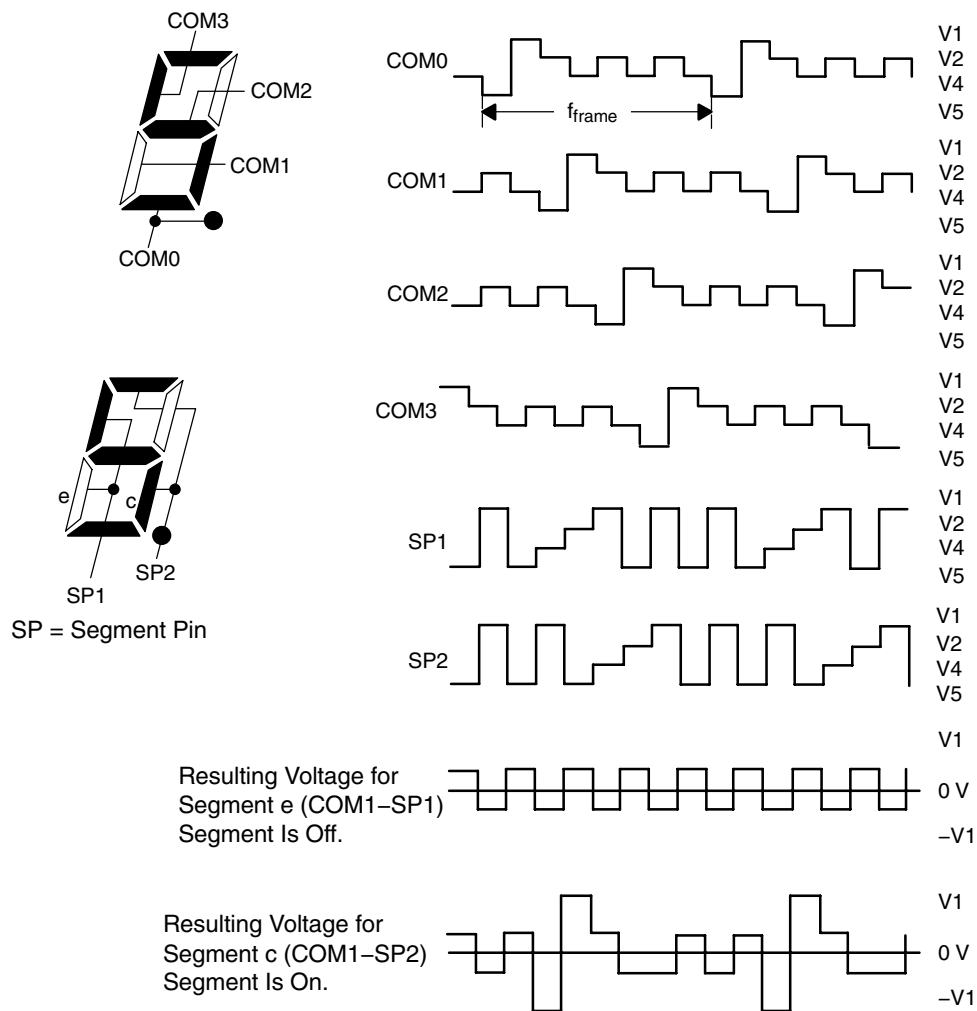 COM3
COM2
COM1
COM0
COM0
f_frame
V1
V2
V4
V5
COM1
V1
V2
V4
V5
COM2
V1
V2
V4
V5
COM3
V1
V2
V4
V5
e
c
SP1
SP2
SP = Segment Pin
SP1
V1
V2
V4
V5
SP2
V1
V2
V4
V5
Resulting Voltage for
Segment e (COM1−SP1)
Segment Is Off.
V1
0 V
−V1
Resulting Voltage for
Segment c (COM1−SP2)
Segment Is On.
V1
0 V
−V1